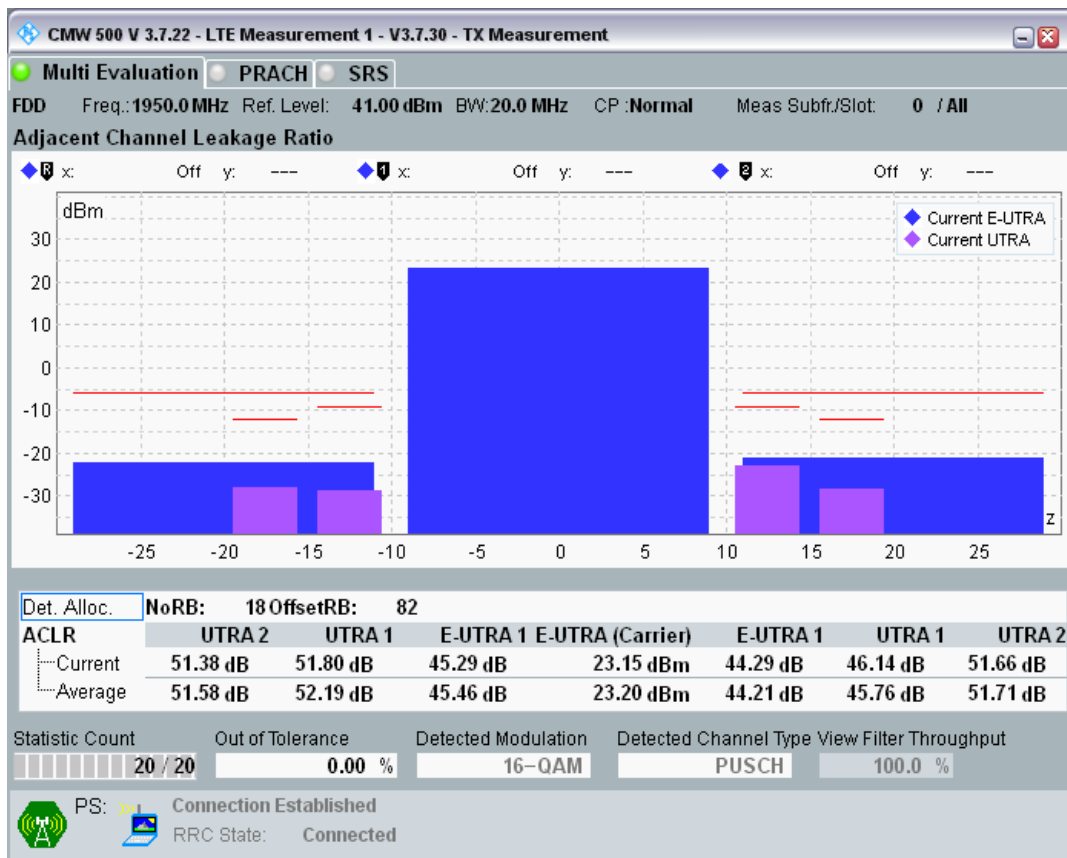 CMW 500 V 3.7.22 - LTE Measurement 1 - V3.7.30 - TX Measurement
Multi Evaluation PRACH SRS
FDD Freq.: 1950.0 MHz Ref. Level: 41.00 dBm BW: 20.0 MHz CP : Normal Meas Subfr./Slot: 0 / All
Adjacent Channel Leakage Ratio
R x: Off y: --- 1 x: Off y: --- 2 x: Off y: ---
dBm
Current E-UTRA
Current UTRA
30
20
10
0
-10
-20
-30
z
-25 -20 -15 -10 -5 0 5 10 15 20 25
Det. Alloc. NoRB: 18 OffsetRB: 82
ACLR UTRA 2 UTRA 1 E-UTRA 1 E-UTRA (Carrier) E-UTRA 1 UTRA 1 UTRA 2
Current 51.38 dB 51.80 dB 45.29 dB 23.15 dBm 44.29 dB 46.14 dB 51.66 dB
Average 51.58 dB 52.19 dB 45.46 dB 23.20 dBm 44.21 dB 45.76 dB 51.71 dB
Statistic Count Out of Tolerance Detected Modulation Detected Channel Type View Filter Throughput
20 / 20 0.00 % 16-QAM PUSCH 100.0 %
PS: Connection Established
RRC State: Connected